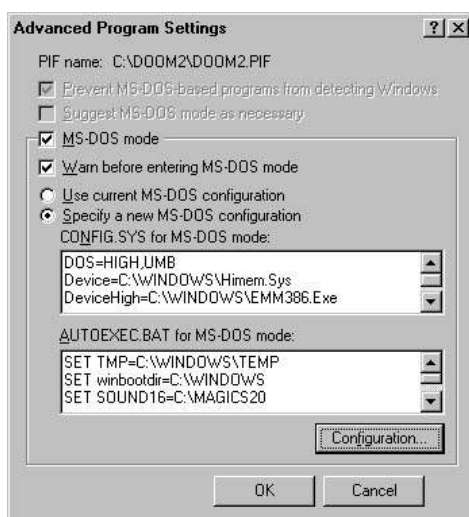 Advanced Program Settings
PIF name: C:\DOOM2\DOOM2.PIF
Prevent MS-DOS-based programs from detecting Windows
Suggest MS-DOS mode as necessary
MS-DOS mode
Warn before entering MS-DOS mode
Use current MS-DOS configuration
Specify a new MS-DOS configuration
CONFIG.SYS for MS-DOS mode:
DOS=HIGH,UMB
Device=C:\WINDOWS\Himem.Sys
DeviceHigh=C:\WINDOWS\EMM386.Exe
AUTOEXEC.BAT for MS-DOS mode:
SET TMP=C:\WINDOWS\TEMP
SET winbootdir=C:\WINDOWS
SET SOUND16=C:\MAGICS20
Configuration...
OK Cancel